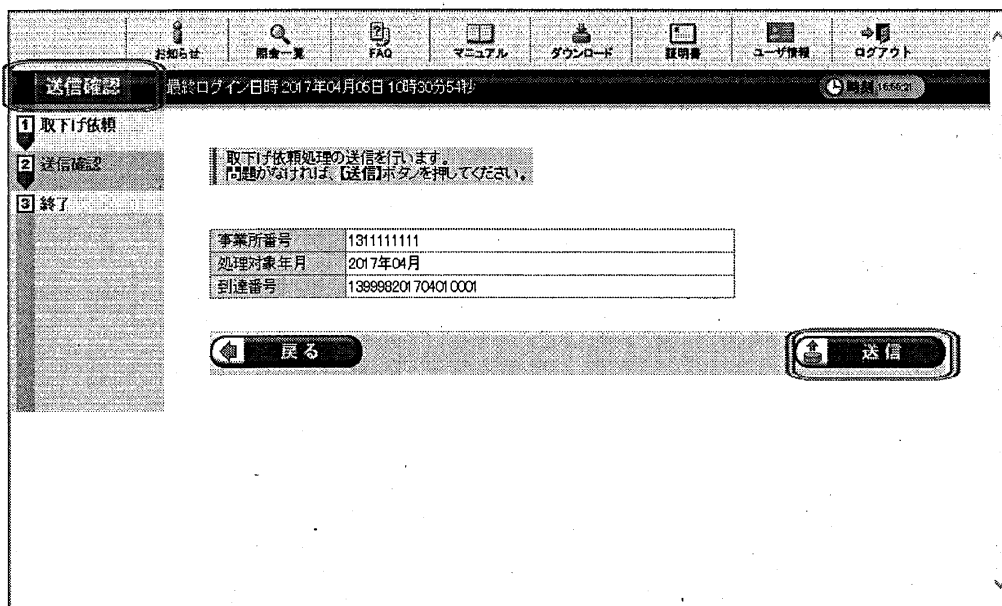 お知らせ 照会一覧 FAQ マニュアル ダウンロード 証明書 ユーザ情報 ログアウト
送信確認 最終ログイン日時 2017年04月06日 10時30分54秒 時刻
1 取下げ依頼
2 送信確認
3 終了
取下げ依頼処理の送信を行います。
問題がなければ、【送信】ボタンを押してください。
事業所番号 1311111111
処理対象年月 2017年04月
到達番号 139998201704010001
戻る 送信